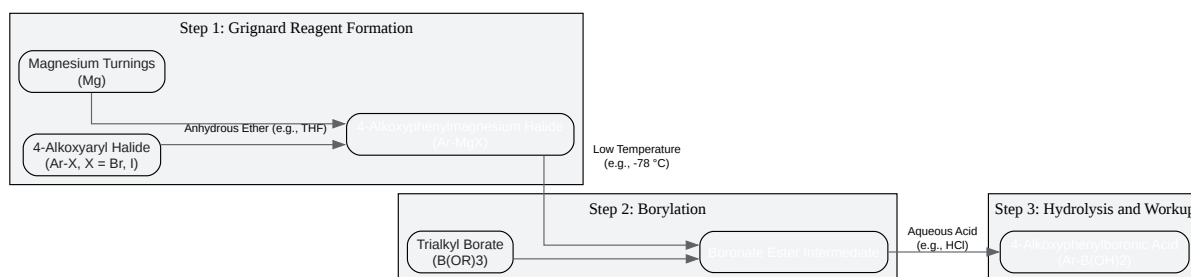 Step 1: Grignard Reagent Formation
Magnesium Turnings
(Mg)
Anhydrous Ether (e.g., THF)
4-Alkoxyaryl Halide
(Ar-X, X = Br, I)
4-Alkoxyphenylmagnesium Halide
(Ar-MgX)
Low Temperature
(e.g., -78 °C)
Step 2: Borylation
Trialkyl Borate
(B(OR)3)
Boronate Ester Intermediate
Aqueous Acid
(e.g., HCl)
Step 3: Hydrolysis and Workup
4-Alkoxyphenylboronic Acid
(Ar-B(OH)2)